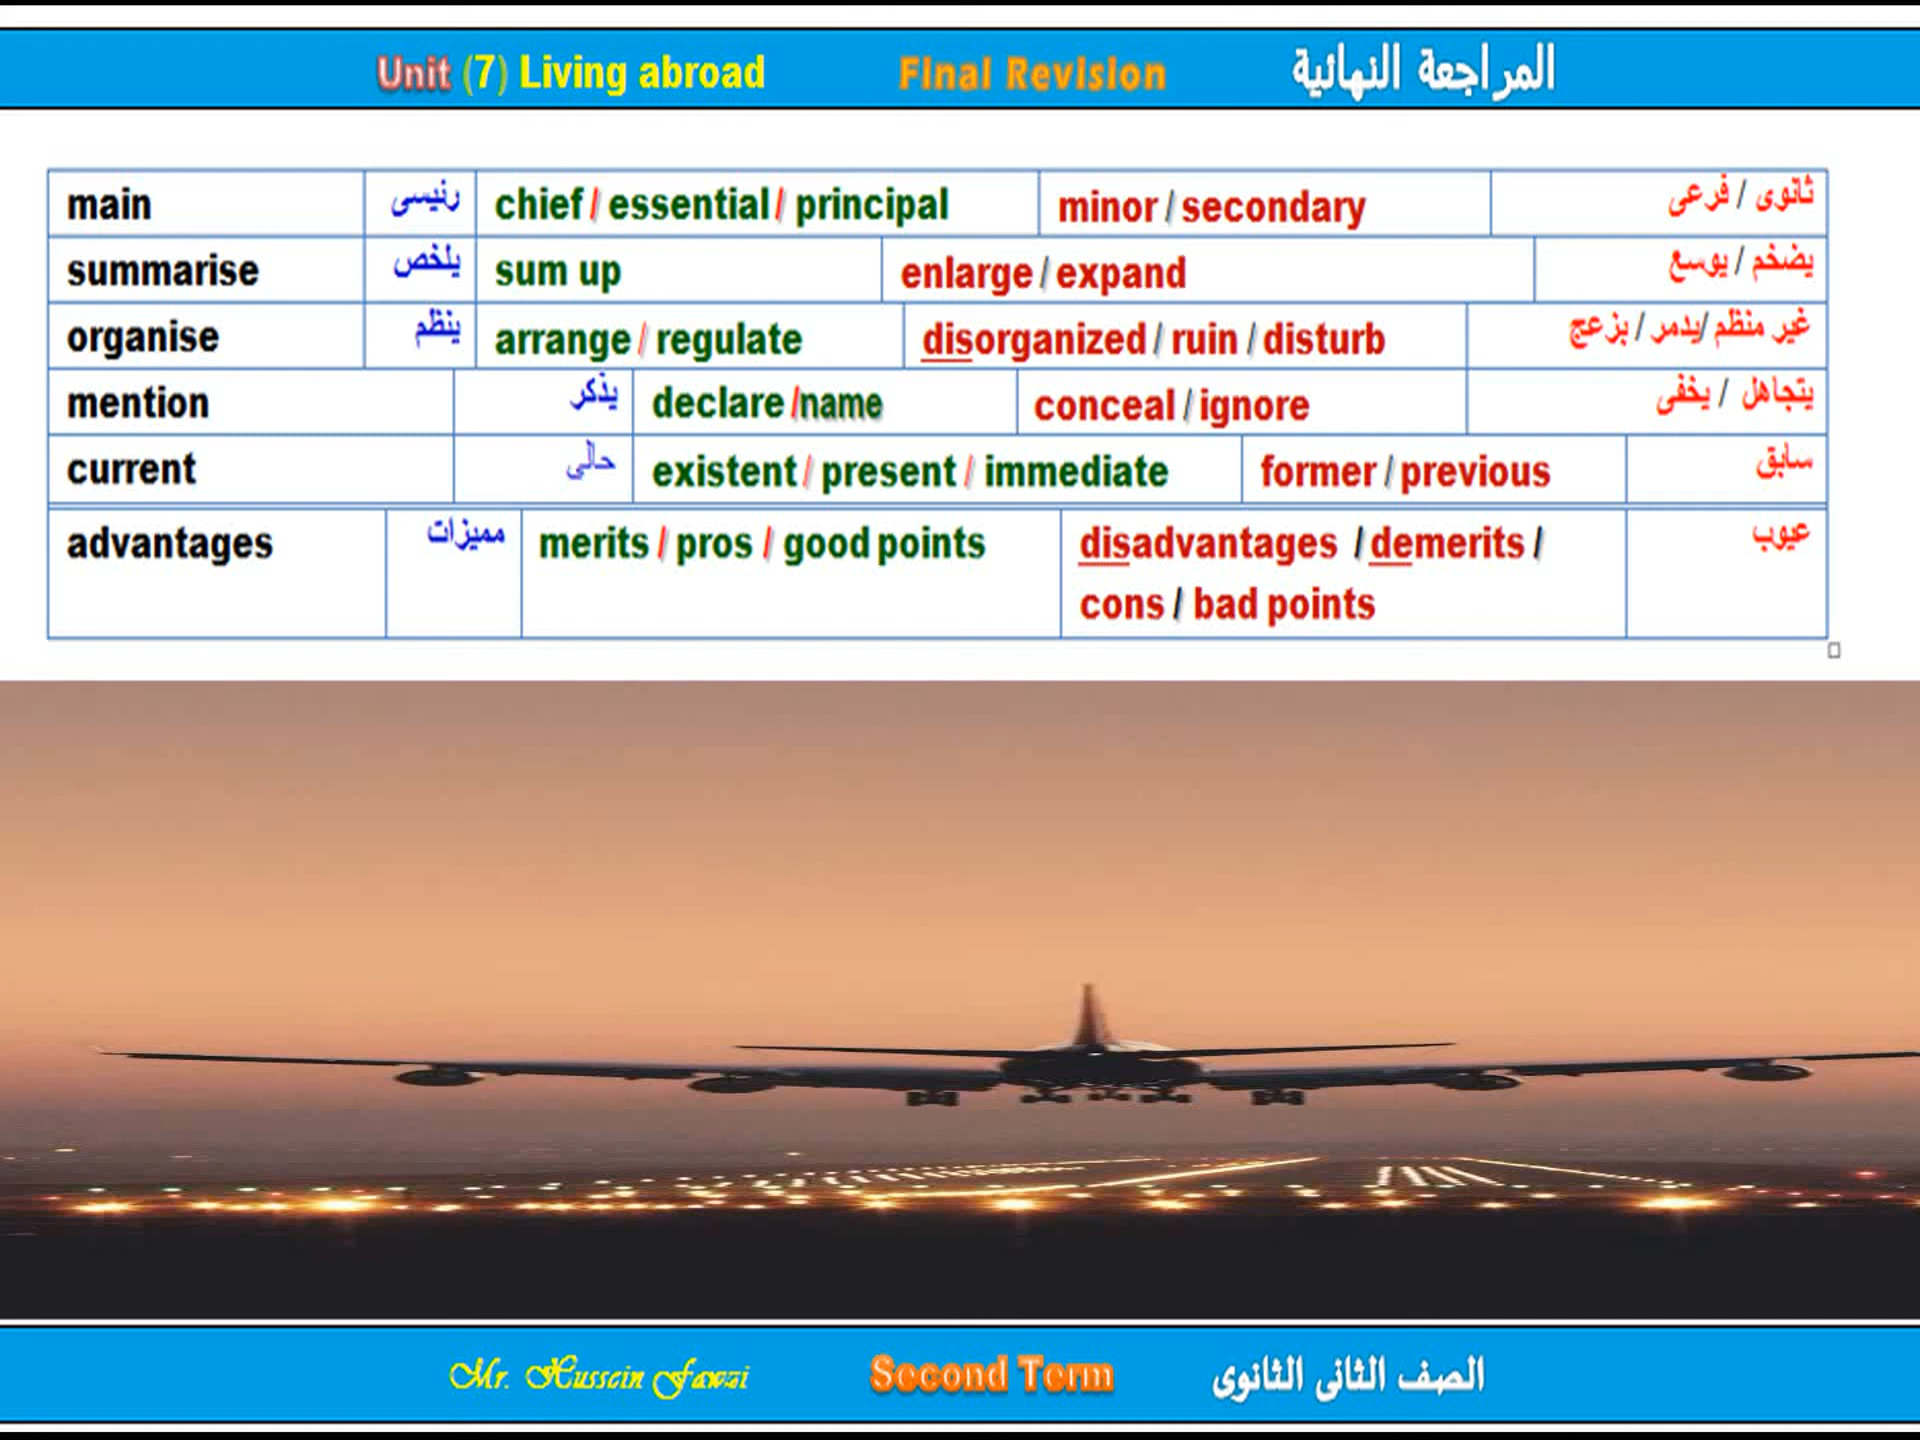 Unit (7) Living abroad Final Revision المراجعة النهائية
main رئيسى chief / essential / principal minor / secondary ثانوى / فرعى
summarise يلخص sum up enlarge / expand يضخم / يوسع
organise ينظم arrange / regulate disorganized / ruin / disturb غير منظم /يدمر / يزعج
mention يذكر declare /name conceal / ignore يتجاهل / يخفى
current حالى existent / present / immediate former / previous سابق
advantages مميزات merits / pros / good points disadvantages / demerits / عيوب
cons / bad points
Mr. Hussein Fawzi Second Term الصف الثانى الثانوى